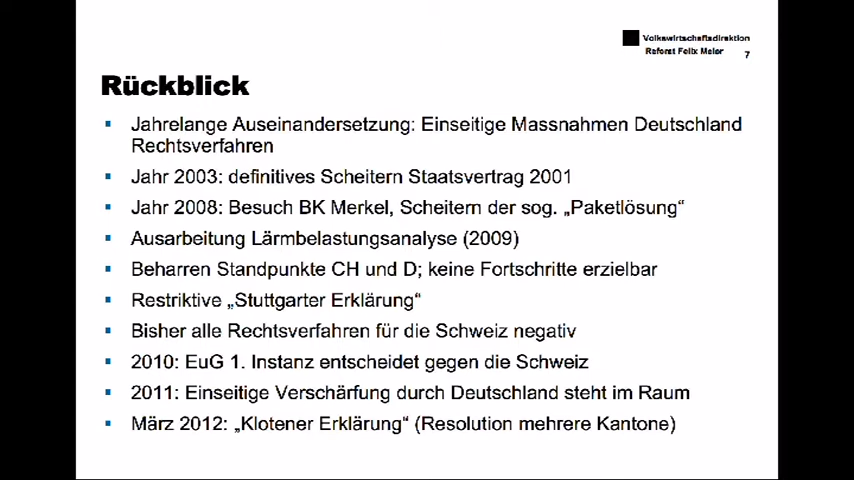 Volkswirtschaftsdirektion
Referat Felix Meier 7
Rückblick
Jahrelange Auseinandersetzung: Einseitige Massnahmen Deutschland
Rechtsverfahren
Jahr 2003: definitives Scheitern Staatsvertrag 2001
Jahr 2008: Besuch BK Merkel, Scheitern der sog. „Paketlösung“
Ausarbeitung Lärmbelastungsanalyse (2009)
Beharren Standpunkte CH und D; keine Fortschritte erzielbar
Restriktive „Stuttgarter Erklärung“
Bisher alle Rechtsverfahren für die Schweiz negativ
2010: EuG 1. Instanz entscheidet gegen die Schweiz
2011: Einseitige Verschärfung durch Deutschland steht im Raum
März 2012: „Klotener Erklärung“ (Resolution mehrere Kantone)